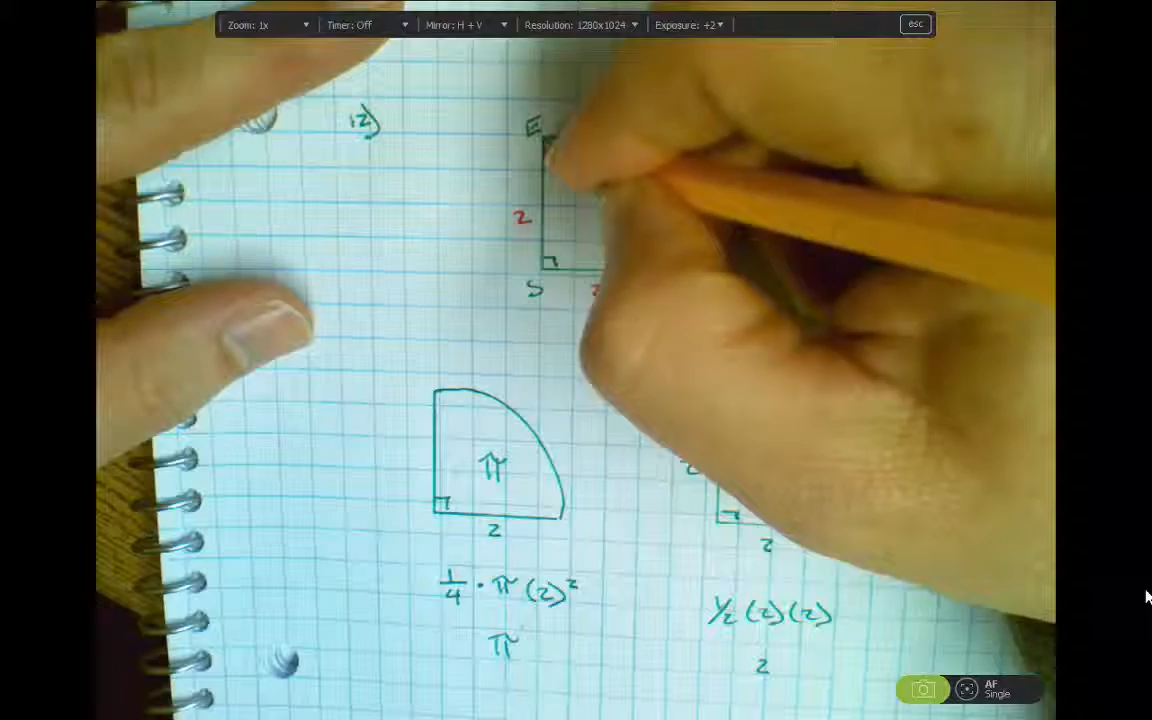 Zoom: 1x Timer: Off Mirror: H + V Resolution: 1280x1024 Exposure: +2 esc
12)
E
2
S
π
2
2
2
1/4 · π (2)²
π
1/2 (2)(2)
2
AF
Single